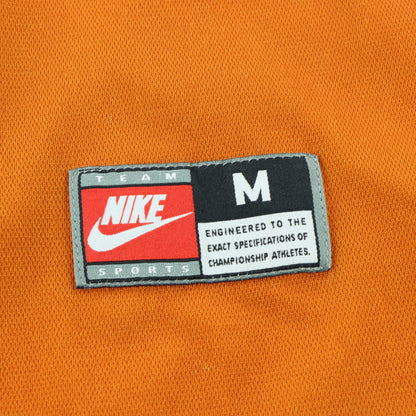 TEAM
NIKE
SPORTS
M
ENGINEERED TO THE
EXACT SPECIFICATIONS OF
CHAMPIONSHIP ATHLETES.